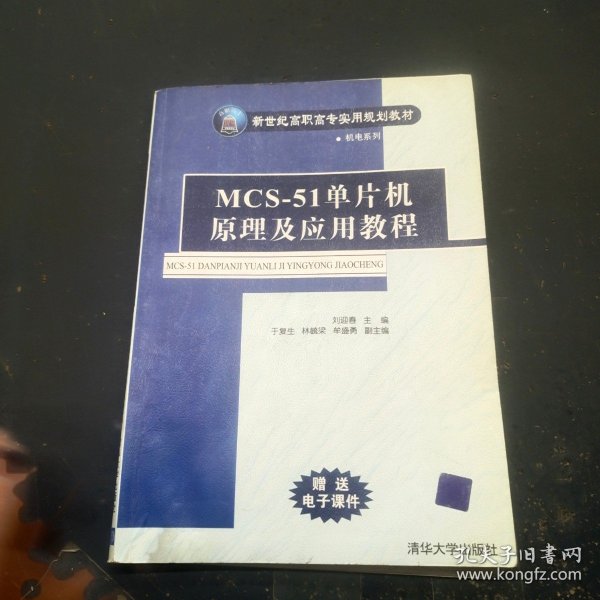 新世纪高职高专实用规划教材
• 机电系列
MCS-51单片机
原理及应用教程
MCS-51 DANPIANJI YUANLI JI YINGYONG JIAOCHENG
刘迎春 主 编
于复生 林峨梁 牟盛勇 副主编
赠 送
电子课件
清华大学出版社
孔夫子旧书网
www.kongfz.com